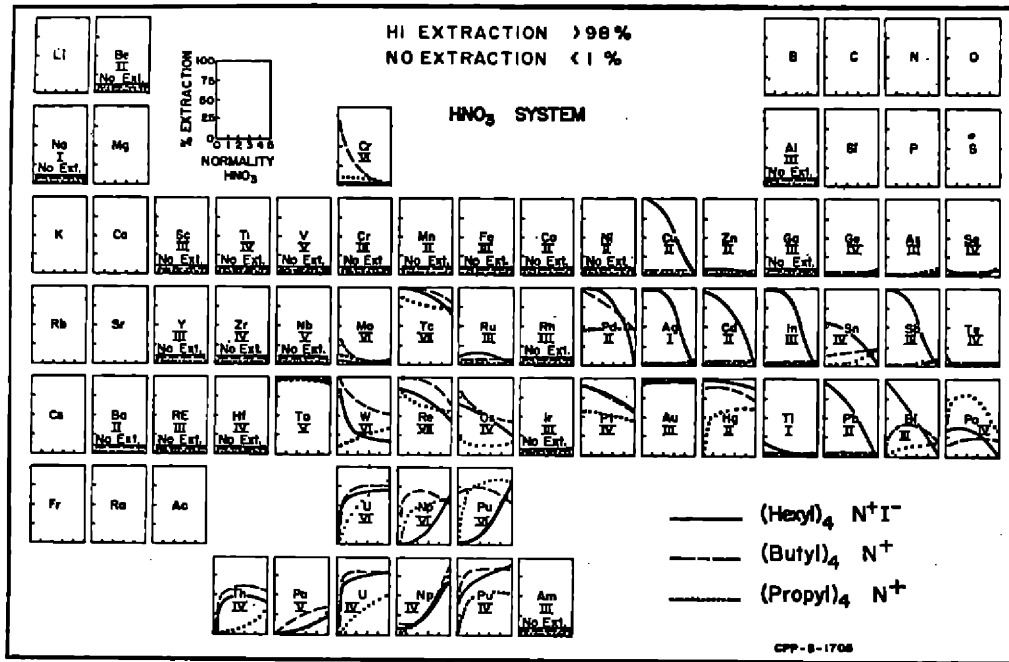 HI EXTRACTION >98%
NO EXTRACTION <1 %
HNO₃ SYSTEM
% EXTRACTION
100
75
50
25
0
0 1 2 3 4 5
NORMALITY
HNO₃
Li
Be II No Ext.
B
C
N
O
Na I No Ext.
Mg
VI
Al III No Ext.
Si
P
S
K
Ca
Sc III No Ext.
Ti IV No Ext.
V V No Ext.
Cr III No Ext.
Mn II No Ext.
Fe III No Ext.
Co II No Ext.
Ni II No Ext.
Cu II
Zn II
Ga III No Ext.
Ge IV
As III
Se IV
Rb
Sr
Y III No Ext.
Zr IV No Ext.
Nb V No Ext.
Mo VI
Tc VII
Ru III
Rh III No Ext.
Pd II
Ag I
Cd II
In III
Sn IV
Sb III
Te IV
Cs
Ba II No Ext.
RE III No Ext.
Hf IV No Ext.
Ta V
W VI
Re VII
Os IV
Ir III No Ext.
Pt IV
Au III
Hg II
Tl I
Pb II
Bi III
Po IV
Fr
Ra
Ac
U VI
Np VI
Pu VI
Th IV
Pa V
U IV
Np IV
Pu IV
Am III No Ext.
(Hexyl)₄ N⁺I⁻
(Butyl)₄ N⁺
(Propyl)₄ N⁺
CPP-S-1705